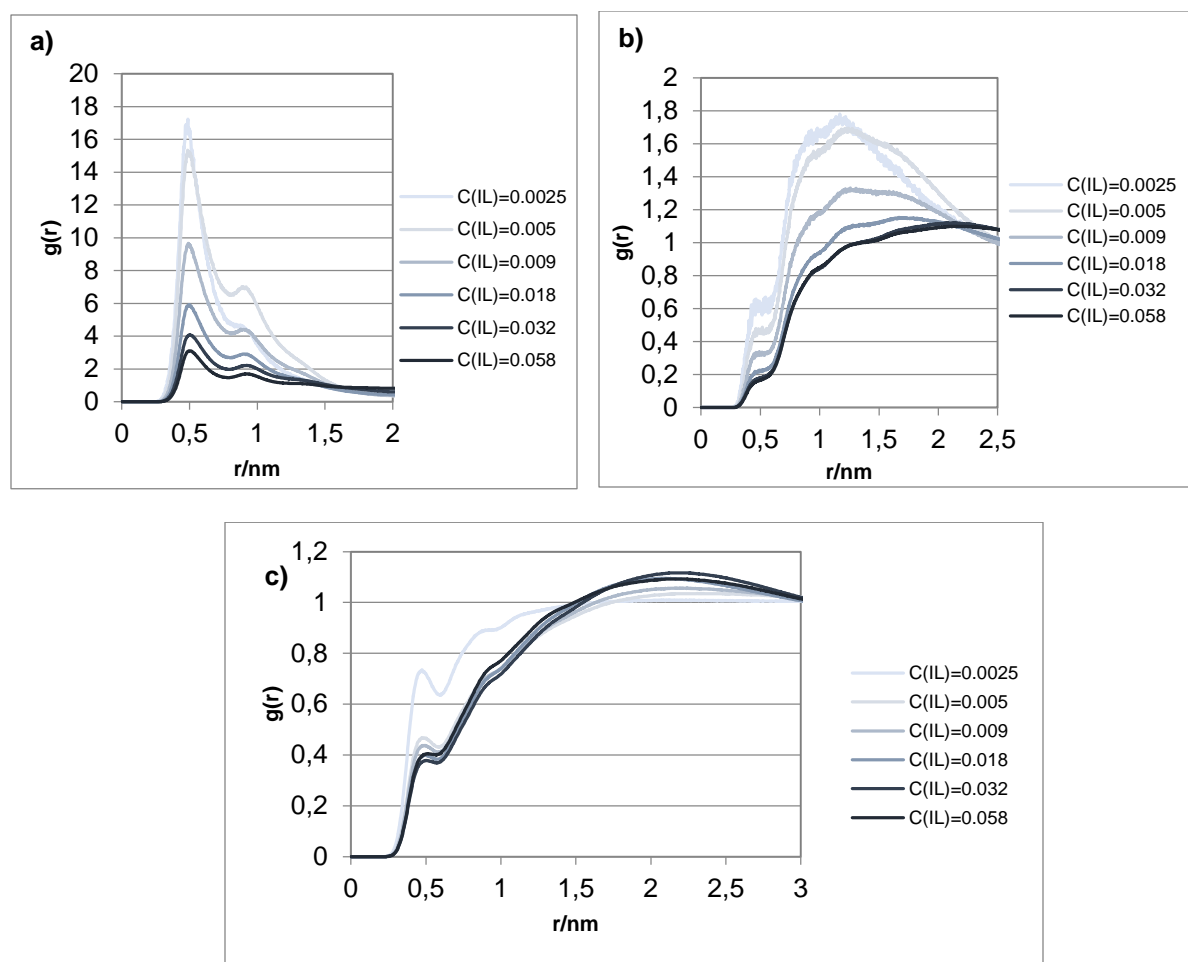 a)
20
18
16
14
12
10
8
6
4
2
0
0 0,5 1 1,5 2
g(r)
r/nm
C(IL)=0.0025
C(IL)=0.005
C(IL)=0.009
C(IL)=0.018
C(IL)=0.032
C(IL)=0.058
b)
2
1,8
1,6
1,4
1,2
1
0,8
0,6
0,4
0,2
0
0 0,5 1 1,5 2 2,5
g(r)
r/nm
C(IL)=0.0025
C(IL)=0.005
C(IL)=0.009
C(IL)=0.018
C(IL)=0.032
C(IL)=0.058
c)
1,2
1
0,8
0,6
0,4
0,2
0
0 0,5 1 1,5 2 2,5 3
g(r)
r/nm
C(IL)=0.0025
C(IL)=0.005
C(IL)=0.009
C(IL)=0.018
C(IL)=0.032
C(IL)=0.058